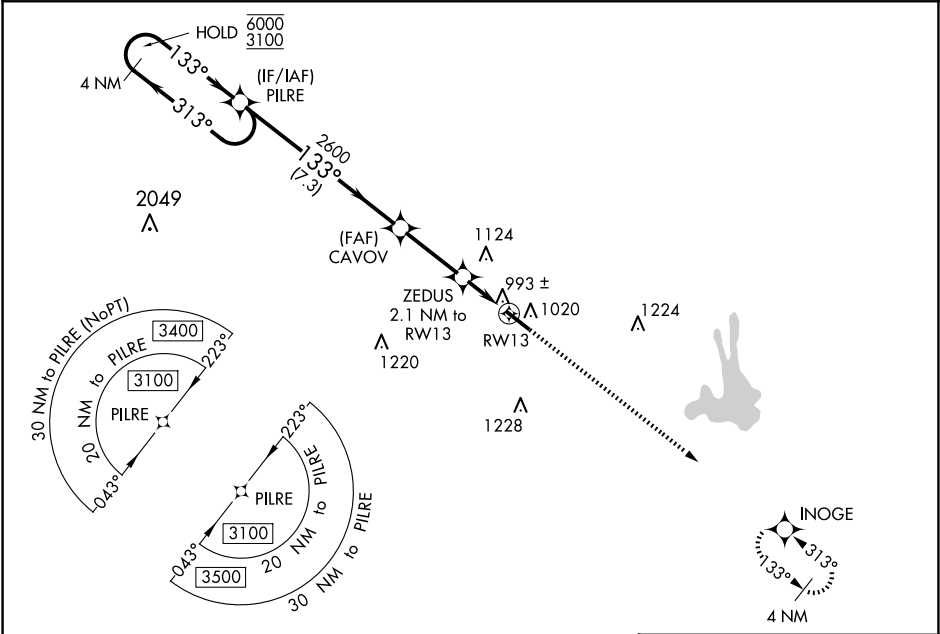 HOLD 6000
3100
133°
4 NM
313°
(IF/IAF)
PILRE
2600
133°
(7.3)
2049
(FAF)
CAVOV
1124
ZEDUS
2.1 NM to
RW13
993 ±
1020
RW13
1224
1220
1228
30 NM to PILRE (NoPT)
3400
223°
20 NM to PILRE
3100
PILRE
043°
223°
PILRE
3100
20 NM to PILRE
043°
3500
30 NM to PILRE
INOGE
313°
133°
4 NM